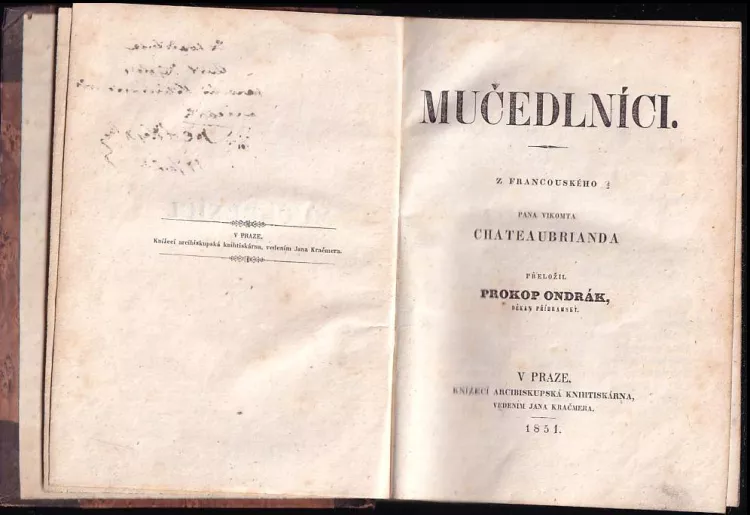 V PRAZE.
Knížecí arcibiskupská knihtiskárna, vedením Jana Kračmera.
MUČEDLNÍCI.
Z FRANCOUSKÉHO
PANA VIKOMTA
CHATEAUBRIANDA
PŘELOŽIL
PROKOP ONDRÁK,
DĚKAN PŘÍBRAMSKÝ.
V PRAZE.
KNÍŽECÍ ARCIBISKUPSKÁ KNIHTISKÁRNA,
VEDENÍM JANA KRAČMERA.
1851.